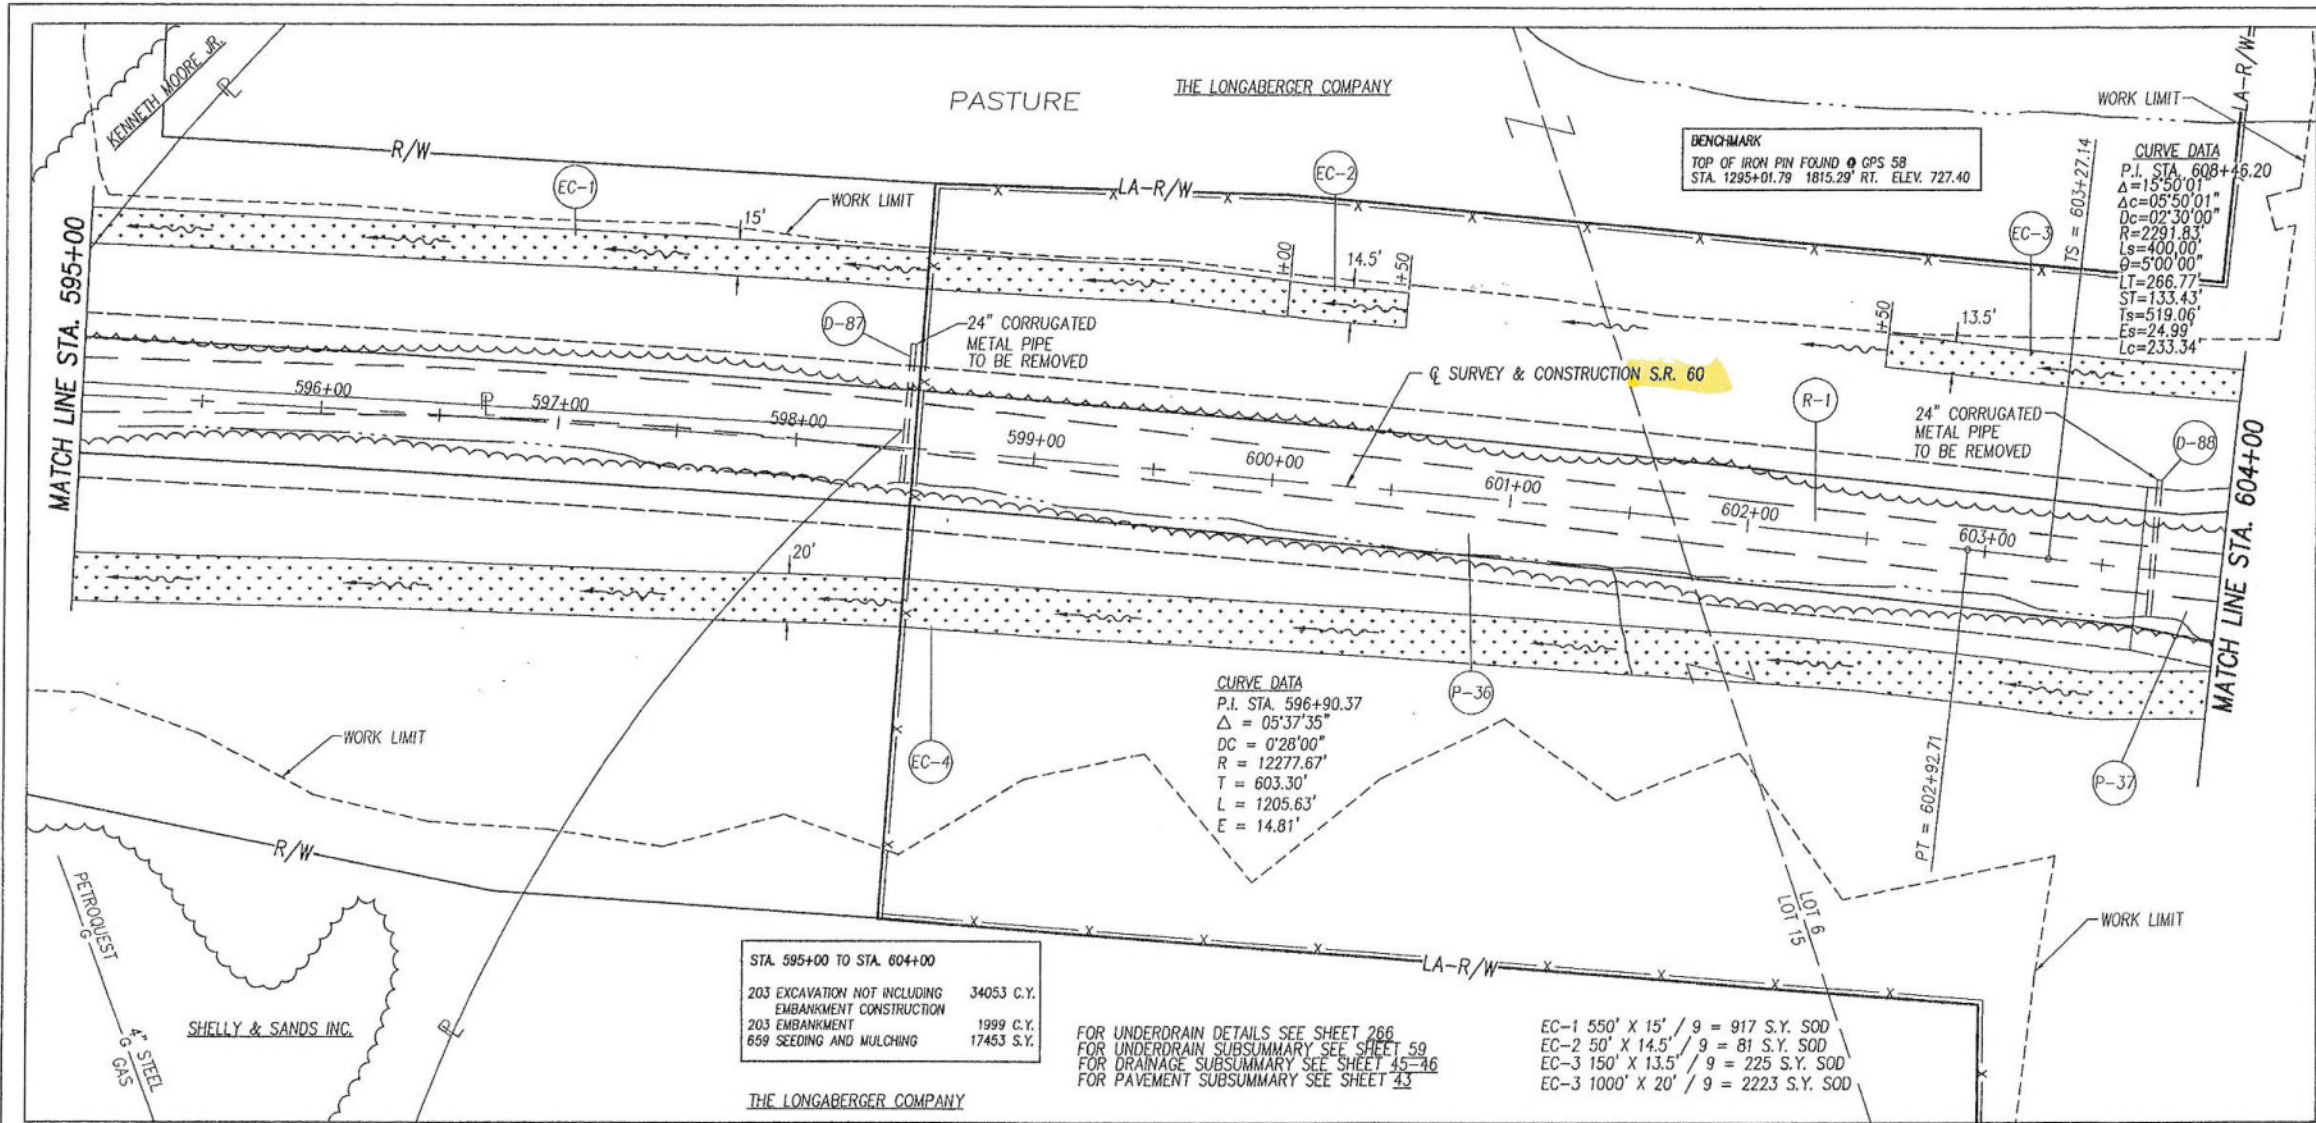 KENNETH MOORE JR.
PL
R/W
PASTURE
THE LONGABERGER COMPANY
LA-R/W
WORK LIMIT
LA-R/W
BENCHMARK
TOP OF IRON PIN FOUND @ GPS 58
STA. 1295+01.79 1815.29' RT. ELEV. 727.40
TS = 603+27.14
CURVE DATA
P.I. STA. 608+46.20
Δ=15°50'01"
Δc=05°50'01"
Dc=02°30'00"
R=2291.83'
Ls=400.00'
θ=5°00'00"
LT=266.77'
ST=133.43'
Ts=519.06'
Es=24.99'
Lc=233.34'
EC-1
15'
WORK LIMIT
EC-2
+00
14.5'
+50
EC-3
+50
13.5'
MATCH LINE STA. 595+00
D-87
24" CORRUGATED
METAL PIPE
TO BE REMOVED
℄ SURVEY & CONSTRUCTION S.R. 60
R-1
24" CORRUGATED
METAL PIPE
TO BE REMOVED
D-88
MATCH LINE STA. 604+00
596+00
PL
597+00
598+00
599+00
600+00
601+00
602+00
603+00
20'
EC-4
P-36
P-37
PT = 602+92.71
CURVE DATA
P.I. STA. 596+90.37
Δ = 05°37'35"
DC = 0°28'00"
R = 12277.67'
T = 603.30'
L = 1205.63'
E = 14.81'
WORK LIMIT
R/W
LOT 6
LOT 15
WORK LIMIT
LA-R/W
PETROQUEST
G
4" STEEL
G GAS
SHELLY & SANDS INC.
PL
STA. 595+00 TO STA. 604+00
203 EXCAVATION NOT INCLUDING 34053 C.Y.
EMBANKMENT CONSTRUCTION
203 EMBANKMENT 1999 C.Y.
659 SEEDING AND MULCHING 17453 S.Y.
THE LONGABERGER COMPANY
FOR UNDERDRAIN DETAILS SEE SHEET 266
FOR UNDERDRAIN SUBSUMMARY SEE SHEET 59
FOR DRAINAGE SUBSUMMARY SEE SHEET 45-46
FOR PAVEMENT SUBSUMMARY SEE SHEET 43
EC-1 550' X 15' / 9 = 917 S.Y. SOD
EC-2 50' X 14.5' / 9 = 81 S.Y. SOD
EC-3 150' X 13.5' / 9 = 225 S.Y. SOD
EC-3 1000' X 20' / 9 = 2223 S.Y. SOD
X X X X X X X X X X
X X X X X
X X X X X X X X X
X